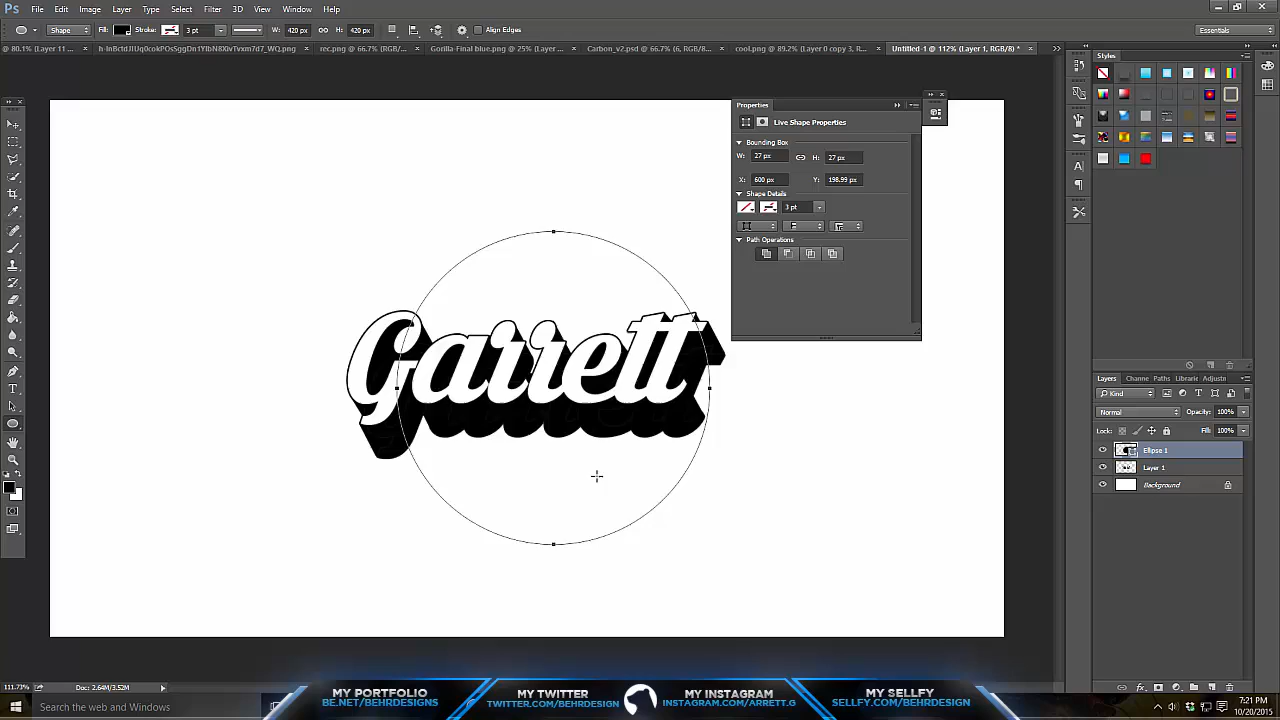 Ps File Edit Image Layer Type Select Filter 3D View Window Help
Shape Fill: Stroke: 3 pt W: 420 px H: 420 px Align Edges Essentials
@ 80.1% (Layer 11 ... rec.png @ 66.7% (RGB/... Gorilla-Final blue.png @ 25% (Layer ... Carbon_v2.psd @ 66.7% (6, RGB/8... cool.png @ 89.2% (Layer 0 copy 3, R... Untitled-1 @ 112% (Layer 1, RGB/8) *
Styles
Properties
Live Shape Properties
Bounding Box
W: 27 px H: 27 px
X: 600 px Y: 198.99 px
Shape Details
3 pt
Path Operations
Garrett
Layers Channe Paths Librarie Adjustn
Kind
Normal Opacity: 100%
Lock: Fill: 100%
Ellipse 1
Layer 1
Background
111.73% Doc: 2.64M/3.52M
MY PORTFOLIO
BE.NET/BEHRDESIGNS
MY TWITTER
TWITTER.COM/BEHRDESIGN
MY INSTAGRAM
INSTAGRAM.COM/ARRETT.G
MY SELLFY
SELLFY.COM/BEHRDESIGN
Search the web and Windows
7:21 PM
10/20/2015